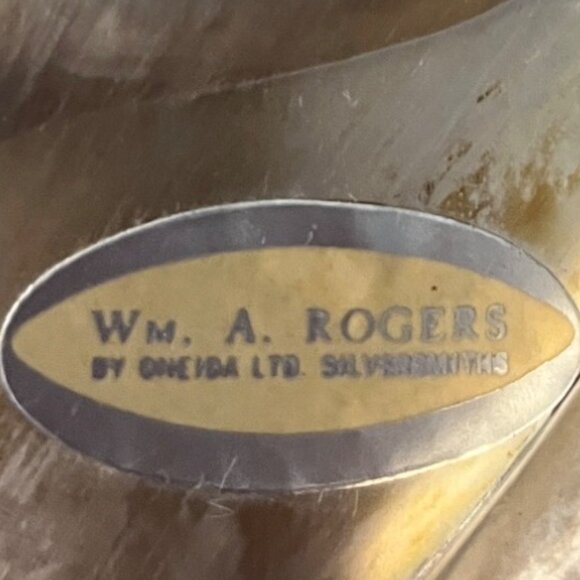 WM. A. ROGERS
BY ONEIDA LTD. SILVERSMITHS